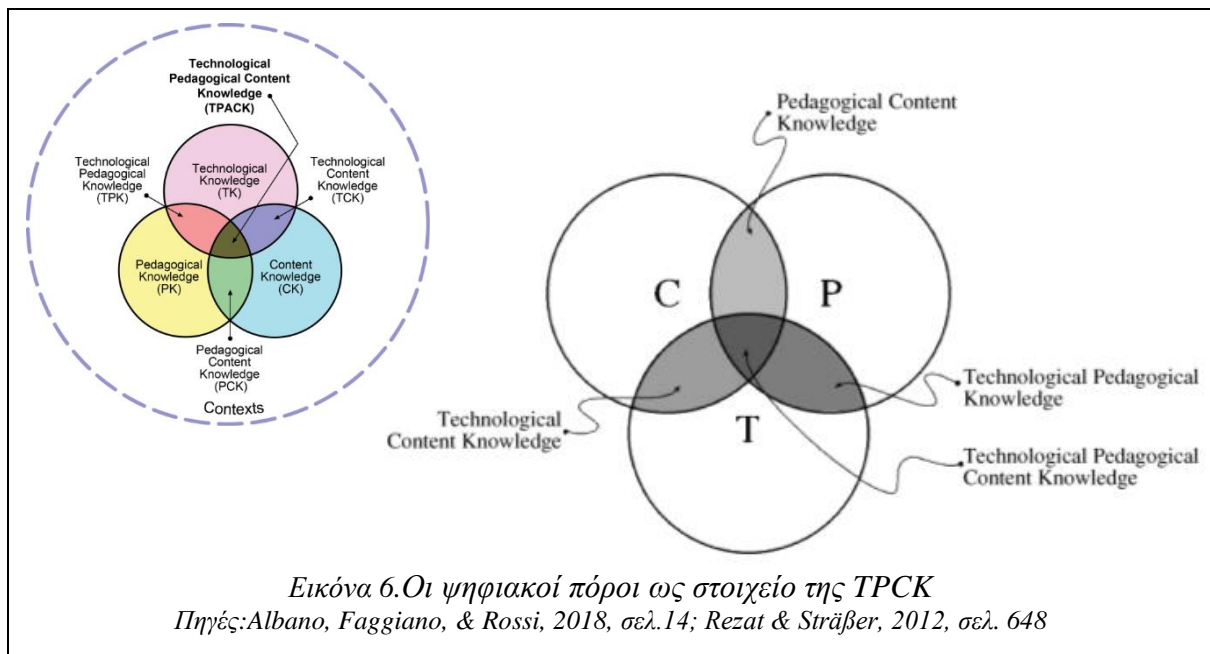 Technological
Pedagogical Content
Knowledge
(TPACK)
Technological
Pedagogical
Knowledge
(TPK)
Technological
Knowledge
(TK)
Technological
Content
Knowledge
(TCK)
Pedagogical
Knowledge
(PK)
Content
Knowledge
(CK)
Pedagogical
Content
Knowledge
(PCK)
Contexts
Pedagogical Content
Knowledge
C
P
T
Technological
Content Knowledge
Technological Pedagogical
Knowledge
Technological Pedagogical
Content Knowledge
Εικόνα 6.Οι ψηφιακοί πόροι ως στοιχείο της TPCK
Πηγές:Albano, Faggiano, & Rossi, 2018, σελ.14; Rezat & Sträβer, 2012, σελ. 648